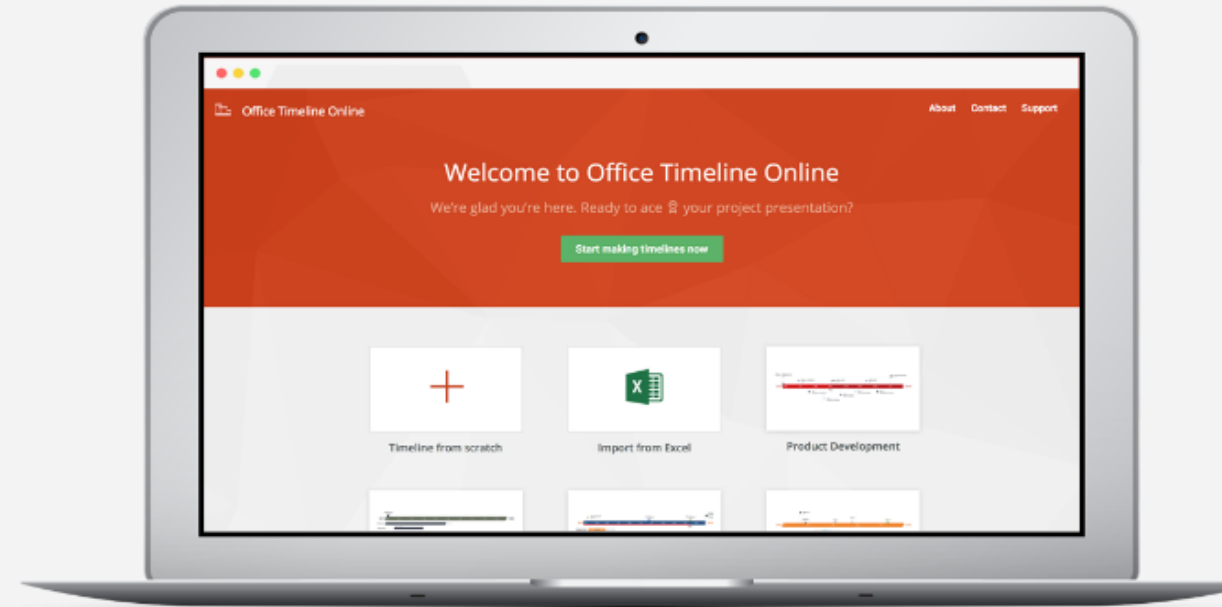 Office Timeline Online
About Contact Support
Welcome to Office Timeline Online
We're glad you're here. Ready to ace your project presentation?
Start making timelines now
X
Timeline from scratch
Import from Excel
Product Development